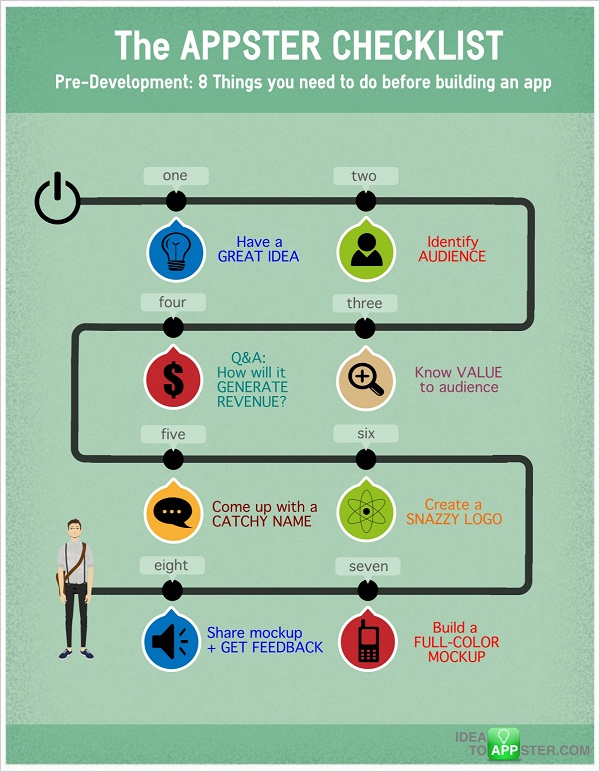 The APPSTER CHECKLIST
Pre-Development: 8 Things you need to do before building an app
one
Have a
GREAT IDEA
two
Identify
AUDIENCE
three
Know VALUE
to audience
four
Q&A:
How will it
GENERATE
REVENUE?
five
Come up with a
CATCHY NAME
six
Create a
SNAZZY LOGO
seven
Build a
FULL-COLOR
MOCKUP
eight
Share mockup
+ GET FEEDBACK
IDEA
TO APPSTER.COM